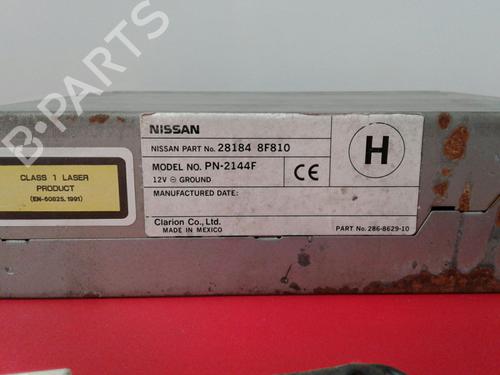 B-PARTS
CLASS 1 LASER
PRODUCT
(EN-60825.1991)
NISSAN
NISSAN PART No. 28184 8F810
MODEL NO. PN-2144F
12V ⊖ GROUND
MANUFACTURED DATE:
H
Clarion Co., Ltd.
MADE IN MEXICO
PART No. 286-8629-10